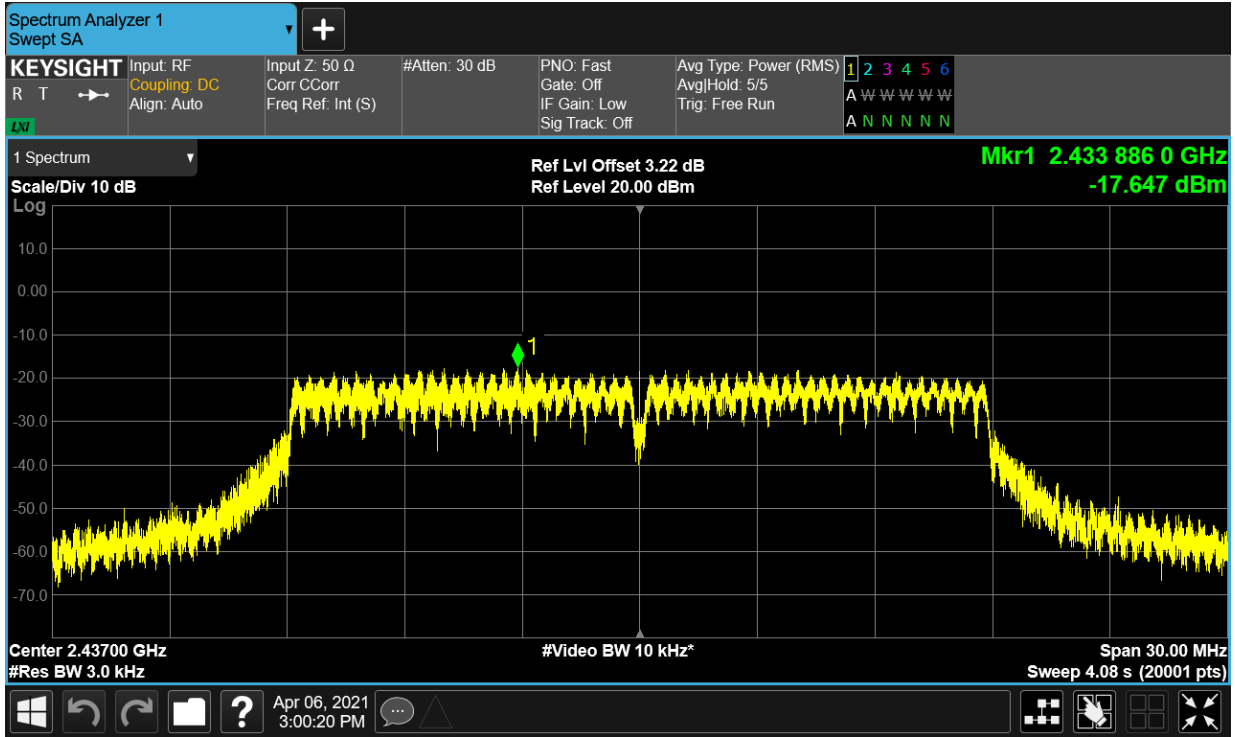 Spectrum Analyzer 1
Swept SA
+
KEYSIGHT
R T
LXI
Input: RF
Coupling: DC
Align: Auto
Input Z: 50 Ω
Corr CCorr
Freq Ref: Int (S)
#Atten: 30 dB
PNO: Fast
Gate: Off
IF Gain: Low
Sig Track: Off
Avg Type: Power (RMS)
Avg|Hold: 5/5
Trig: Free Run
1 2 3 4 5 6
A W W W W W
A N N N N N
1 Spectrum
Scale/Div 10 dB
Log
Ref Lvl Offset 3.22 dB
Ref Level 20.00 dBm
Mkr1 2.433 886 0 GHz
-17.647 dBm
10.0
0.00
-10.0
1
-20.0
-30.0
-40.0
-50.0
-60.0
-70.0
Center 2.43700 GHz
#Res BW 3.0 kHz
#Video BW 10 kHz*
Span 30.00 MHz
Sweep 4.08 s (20001 pts)
?
Apr 06, 2021
3:00:20 PM